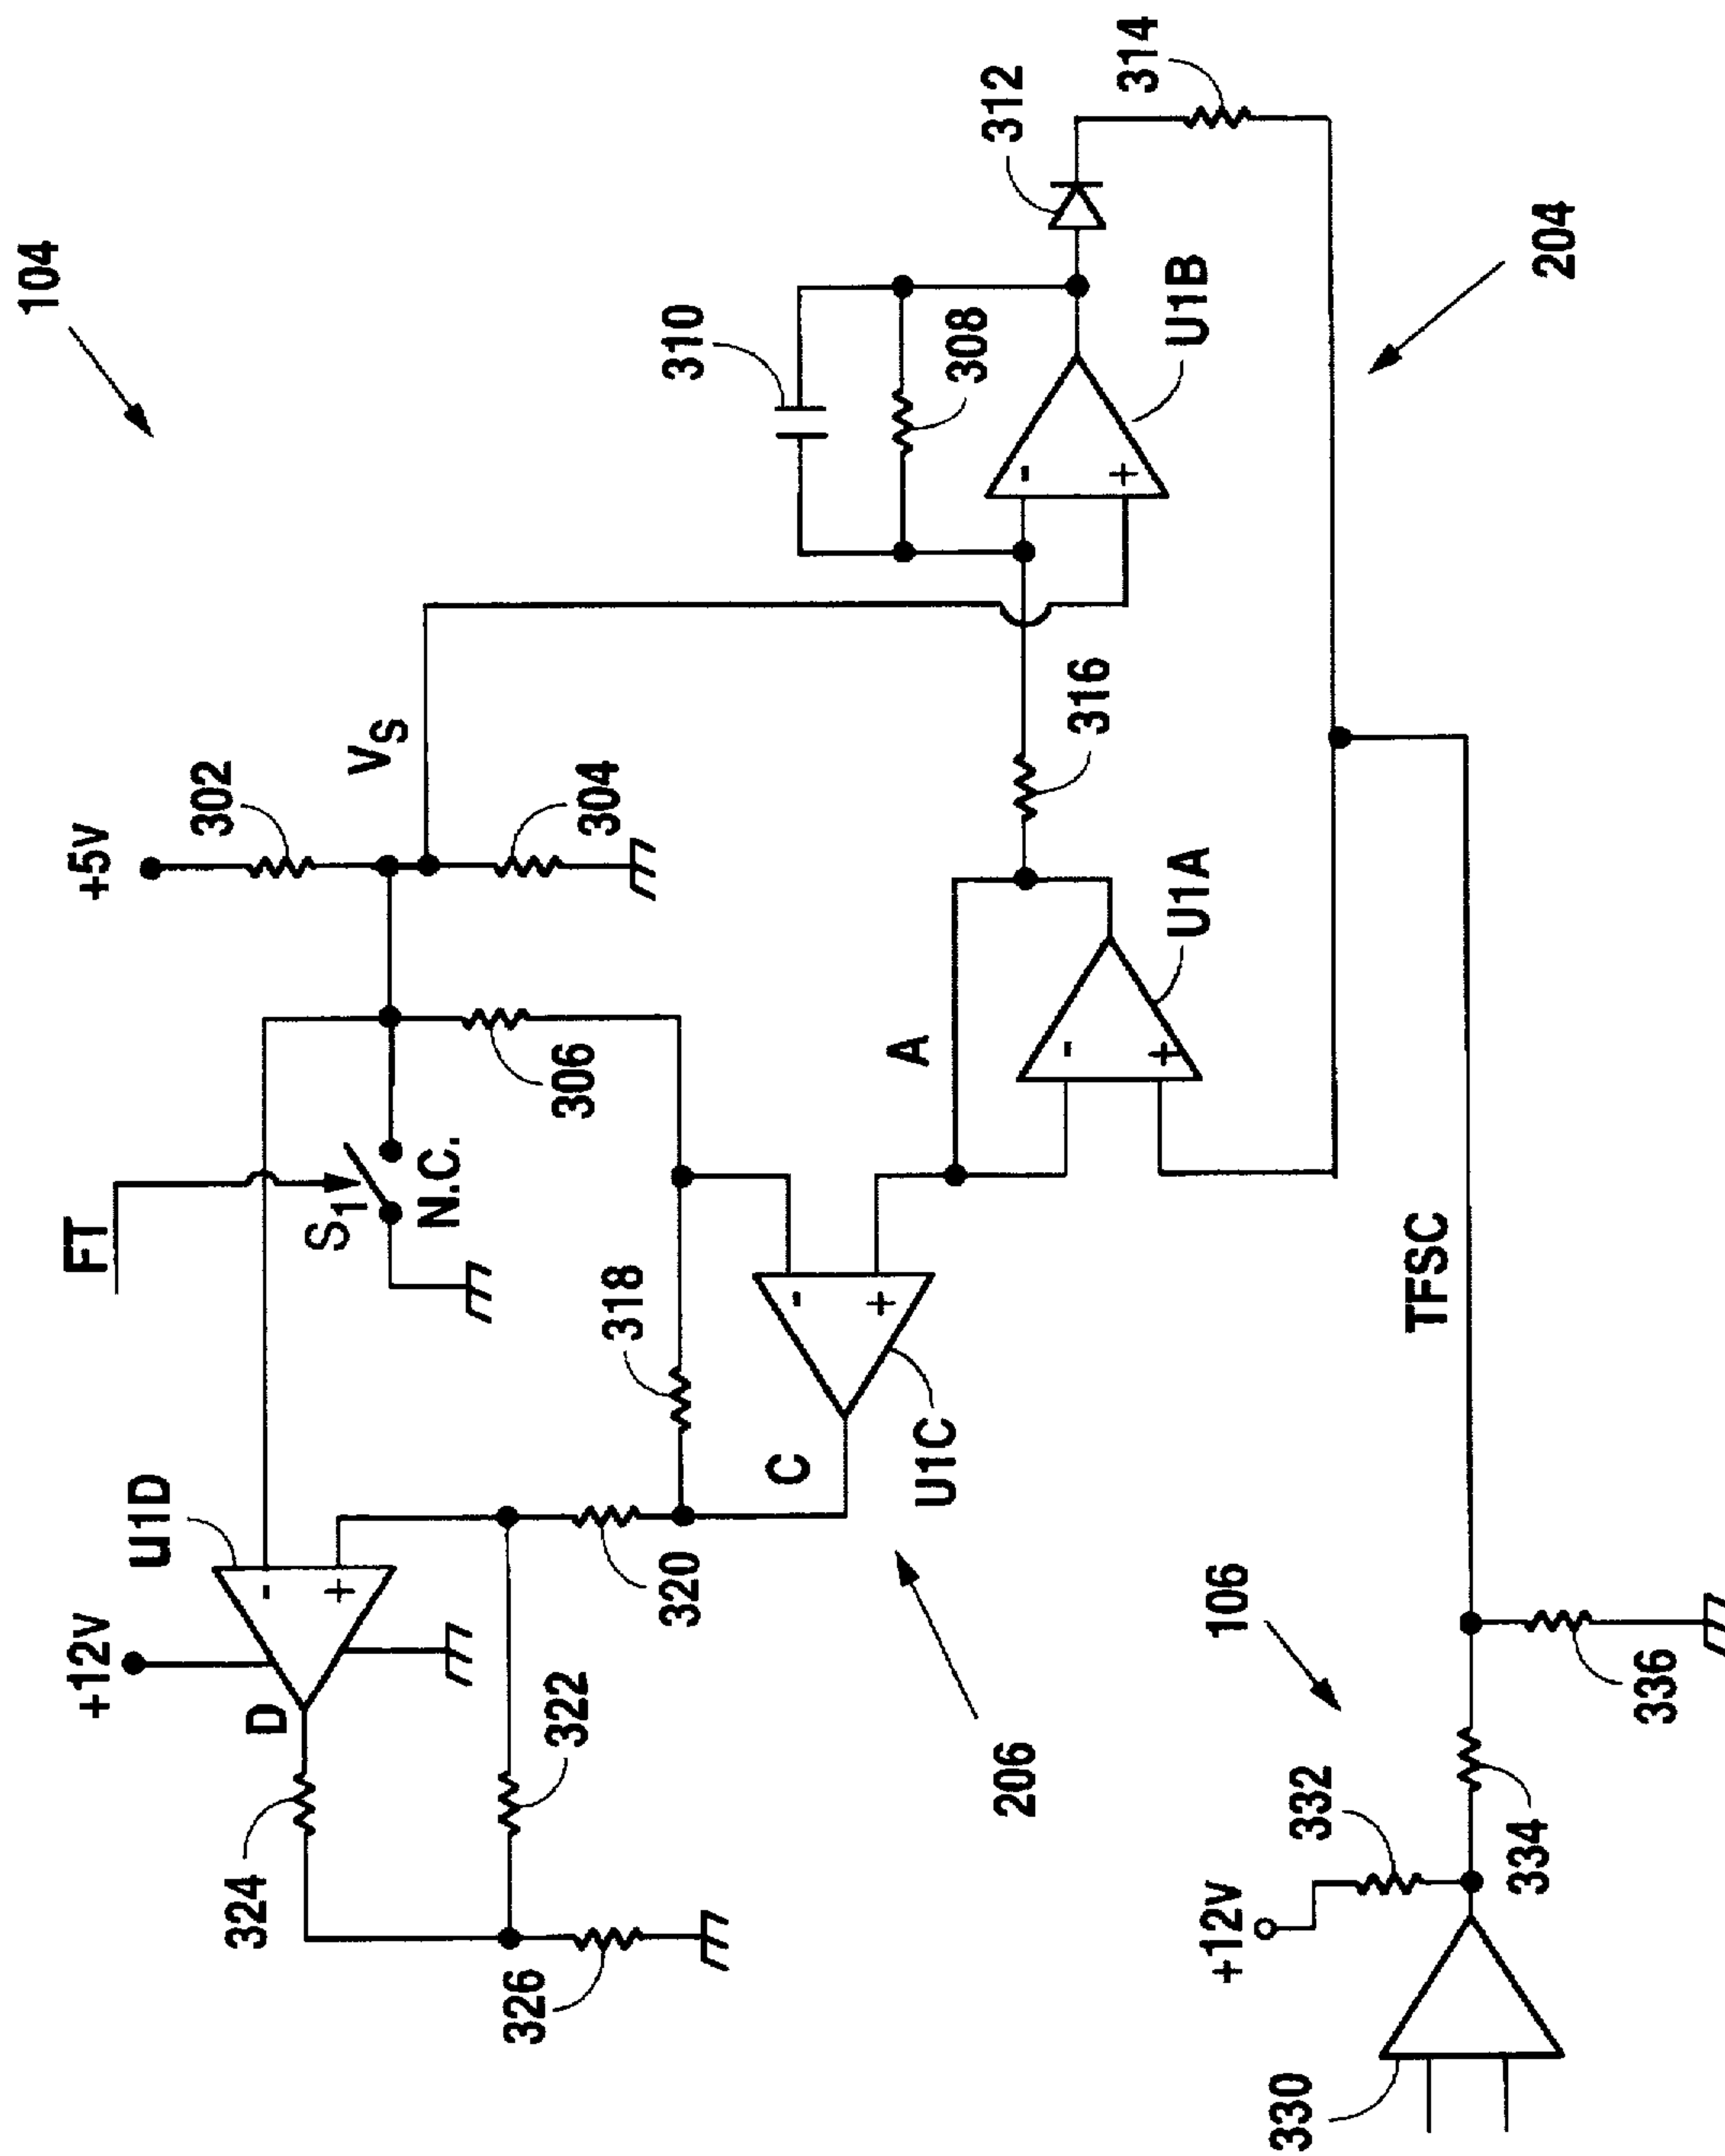 104
+5V
302
V_S
304
FT
S1
N.C.
306
310
308
312
314
U1B
204
316
A
U1A
+12V
U1D
-
+
D
324
322
326
320
318
C
U1C
-
+
-
+
-
+
206
TFSC
106
+12V
332
334
336
330